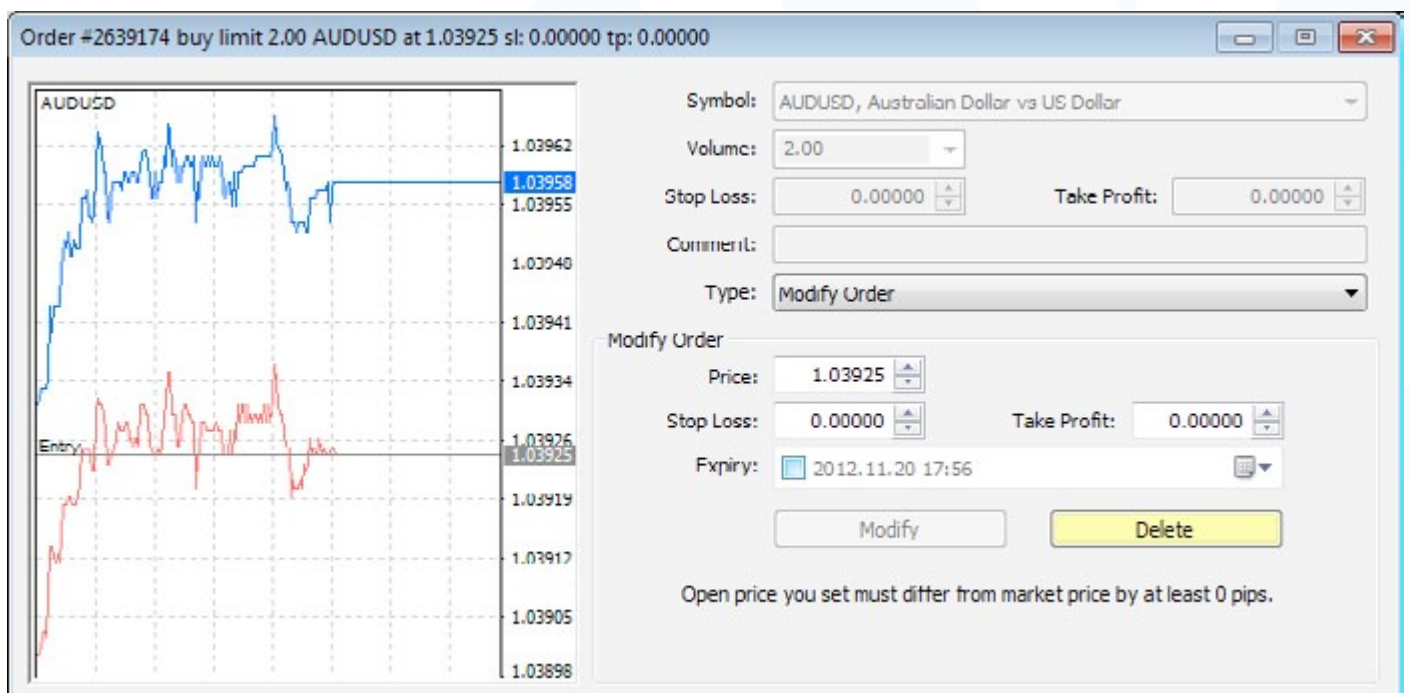 Order #2639174 buy limit 2.00 AUDUSD at 1.03925 sl: 0.00000 tp: 0.00000
AUDUSD
1.03962
1.03958
1.03955
1.03948
1.03941
1.03934
1.03926
Entry
1.03925
1.03919
1.03912
1.03905
1.03898
Symbol: AUDUSD, Australian Dollar vs US Dollar
Volume: 2.00
Stop Loss: 0.00000 Take Profit: 0.00000
Comment:
Type: Modify Order
Modify Order
Price: 1.03925
Stop Loss: 0.00000 Take Profit: 0.00000
Expiry: 2012.11.20 17:56
Modify Delete
Open price you set must differ from market price by at least 0 pips.